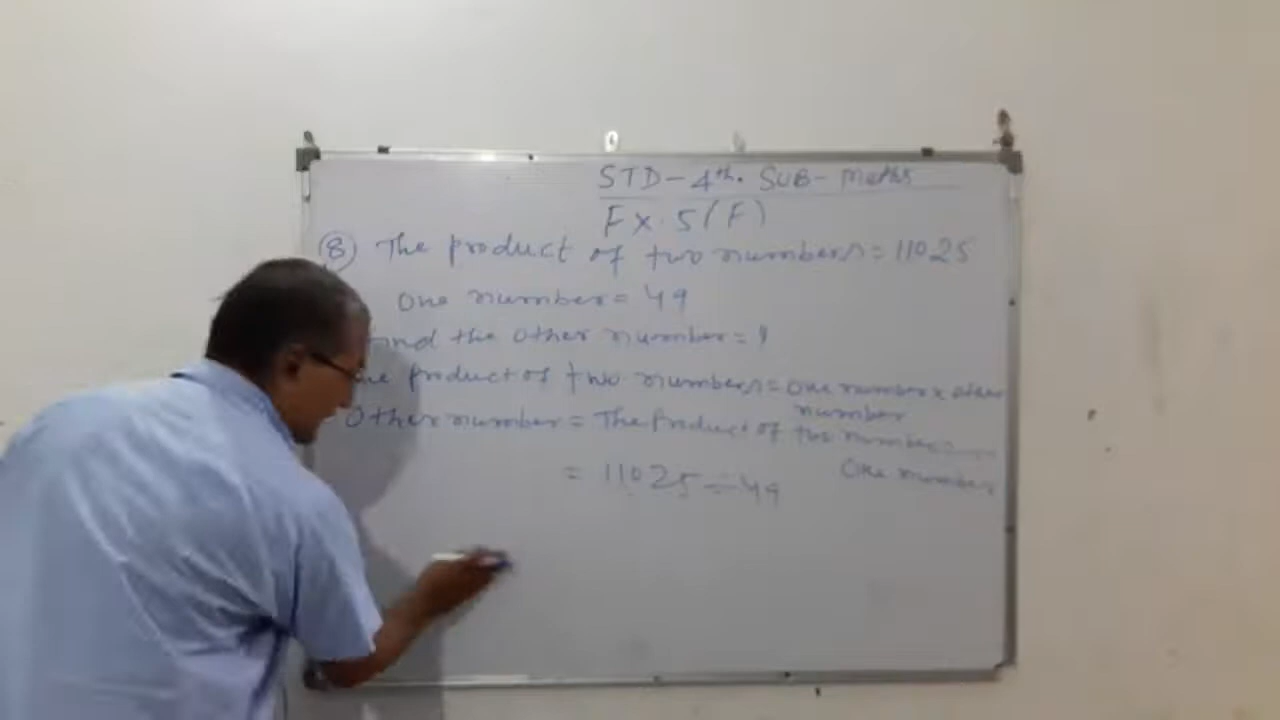 STD-4th. SUB-Maths
Ex.5(F)
(8) The product of two numbers=11025
One number=49
find the other number=?
The product of two numbers=one number x other
number
Other number=The product of two numbers
One number
=11025÷49